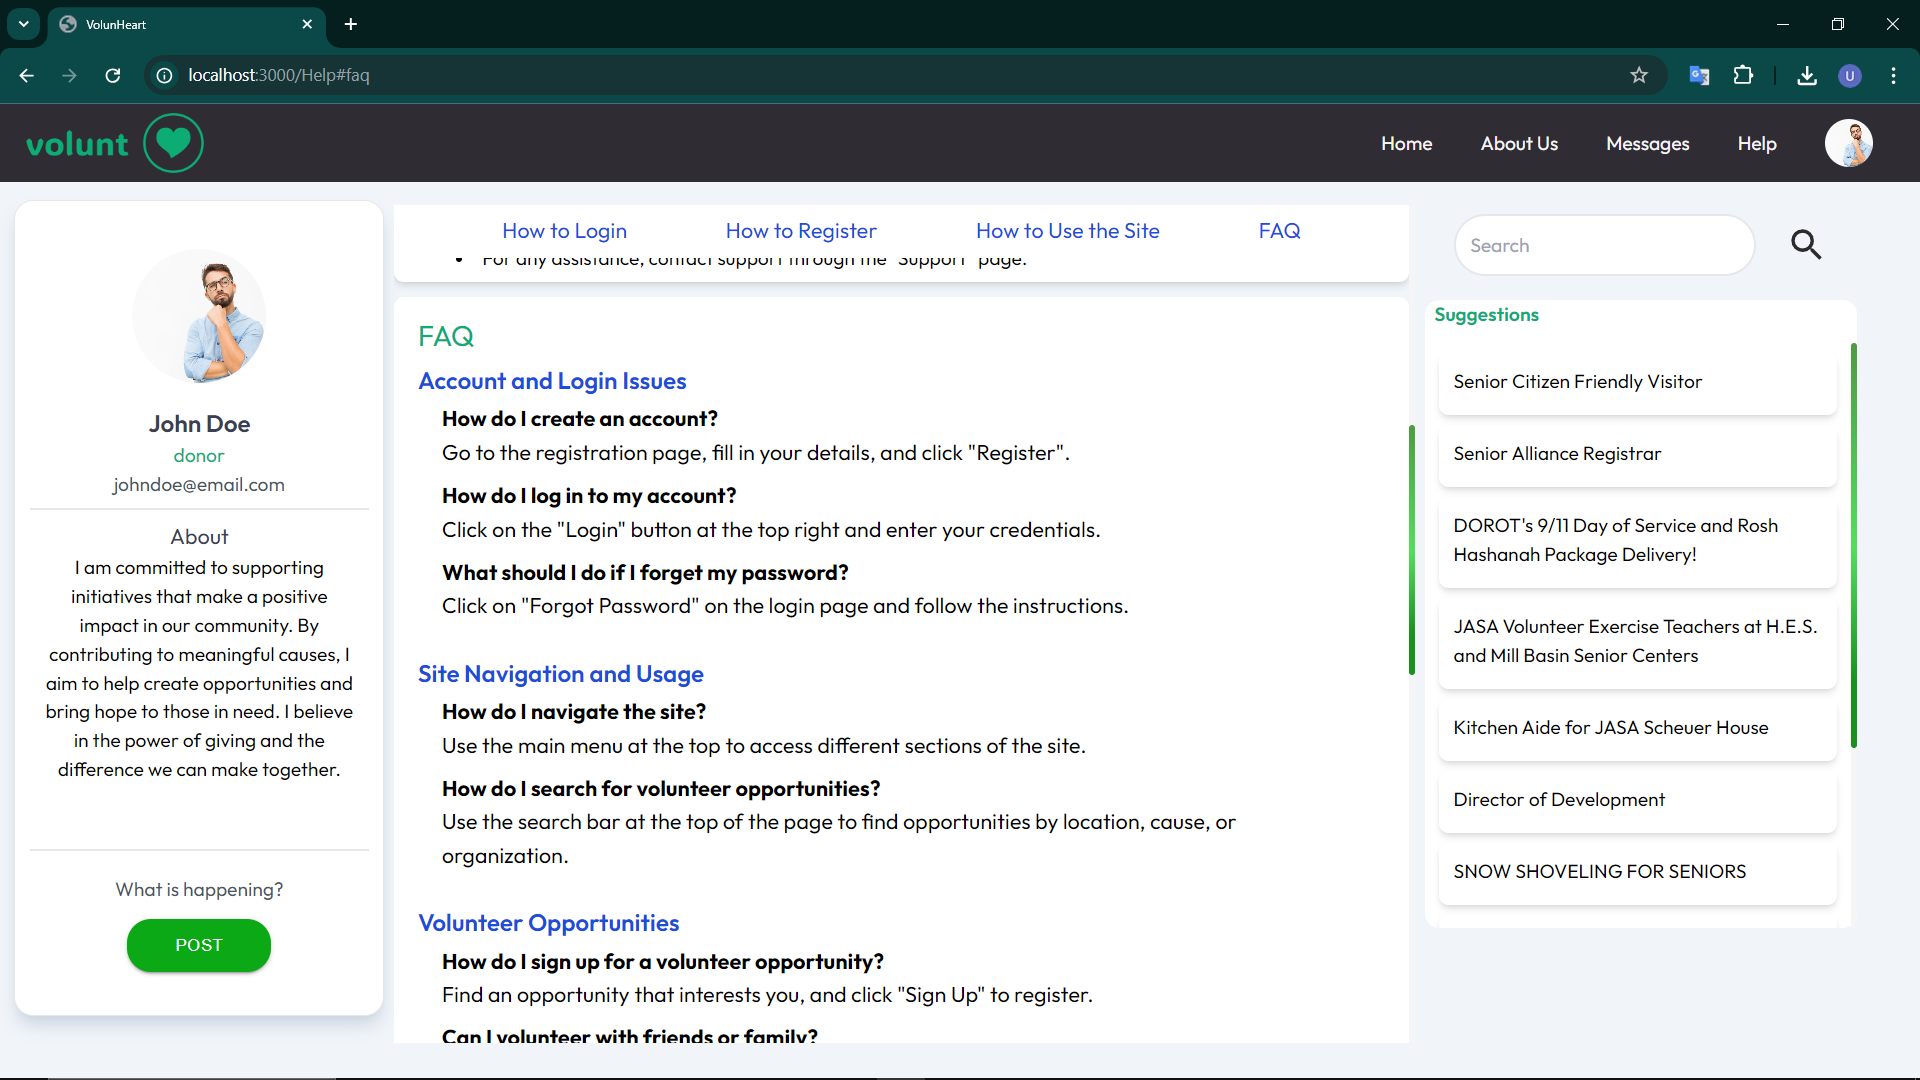 VolunHeart
localhost:3000/Help#faq
U
volunt
Home
About Us
Messages
Help
John Doe
donor
johndoe@email.com
About
I am committed to supporting
initiatives that make a positive
impact in our community. By
contributing to meaningful causes, I
aim to help create opportunities and
bring hope to those in need. I believe
in the power of giving and the
difference we can make together.
What is happening?
POST
How to Login
How to Register
How to Use the Site
FAQ
• For any assistance, contact support through the "Support" page.
FAQ
Account and Login Issues
How do I create an account?
Go to the registration page, fill in your details, and click "Register".
How do I log in to my account?
Click on the "Login" button at the top right and enter your credentials.
What should I do if I forget my password?
Click on "Forgot Password" on the login page and follow the instructions.
Site Navigation and Usage
How do I navigate the site?
Use the main menu at the top to access different sections of the site.
How do I search for volunteer opportunities?
Use the search bar at the top of the page to find opportunities by location, cause, or
organization.
Volunteer Opportunities
How do I sign up for a volunteer opportunity?
Find an opportunity that interests you, and click "Sign Up" to register.
Can I volunteer with friends or family?
Search
Suggestions
Senior Citizen Friendly Visitor
Senior Alliance Registrar
DOROT's 9/11 Day of Service and Rosh
Hashanah Package Delivery!
JASA Volunteer Exercise Teachers at H.E.S.
and Mill Basin Senior Centers
Kitchen Aide for JASA Scheuer House
Director of Development
SNOW SHOVELING FOR SENIORS